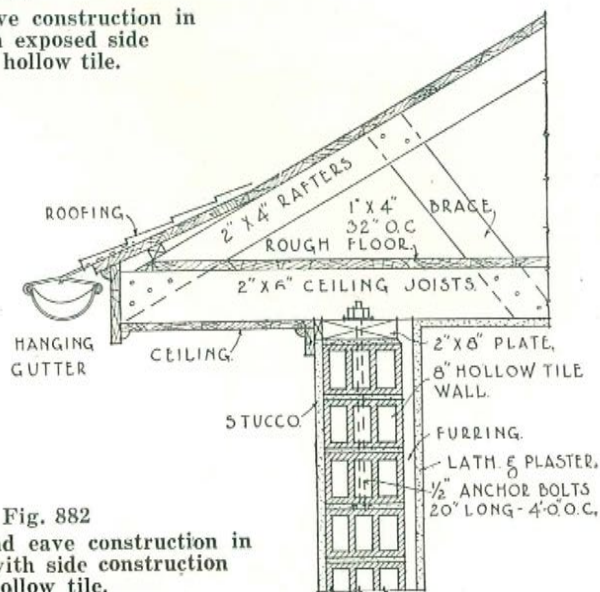 ve construction in
exposed side
hollow tile.
ROOFING
2" X 4" RAFTERS
1" X 4" BRACE
32" O.C
ROUGH FLOOR.
2" X 6" CEILING JOISTS.
HANGING
GUTTER
CEILING.
2" X 8" PLATE,
8" HOLLOW TILE
WALL.
STUCCO.
FURRING.
LATH. & PLASTER,
1/2" ANCHOR BOLTS
20" LONG - 4'-0" O.C,
Fig. 882
nd eave construction in
with side construction
ollow tile.